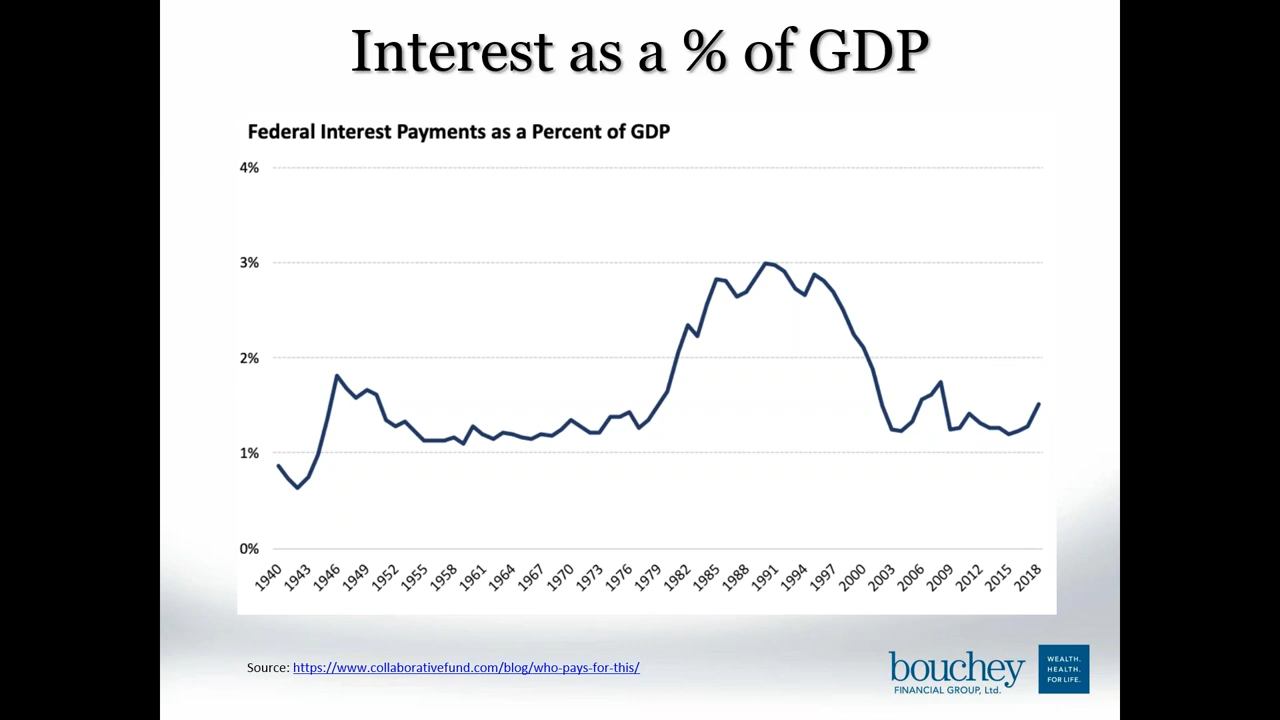 Interest as a % of GDP
Federal Interest Payments as a Percent of GDP
4%
3%
2%
1%
0%
1940 1943 1946 1949 1952 1955 1958 1961 1964 1967 1970 1973 1976 1979 1982 1985 1988 1991 1994 1997 2000 2003 2006 2009 2012 2015 2018
Source: https://www.collaborativefund.com/blog/who-pays-for-this/
bouchey
FINANCIAL GROUP, Ltd.
WEALTH.
HEALTH.
FOR LIFE.